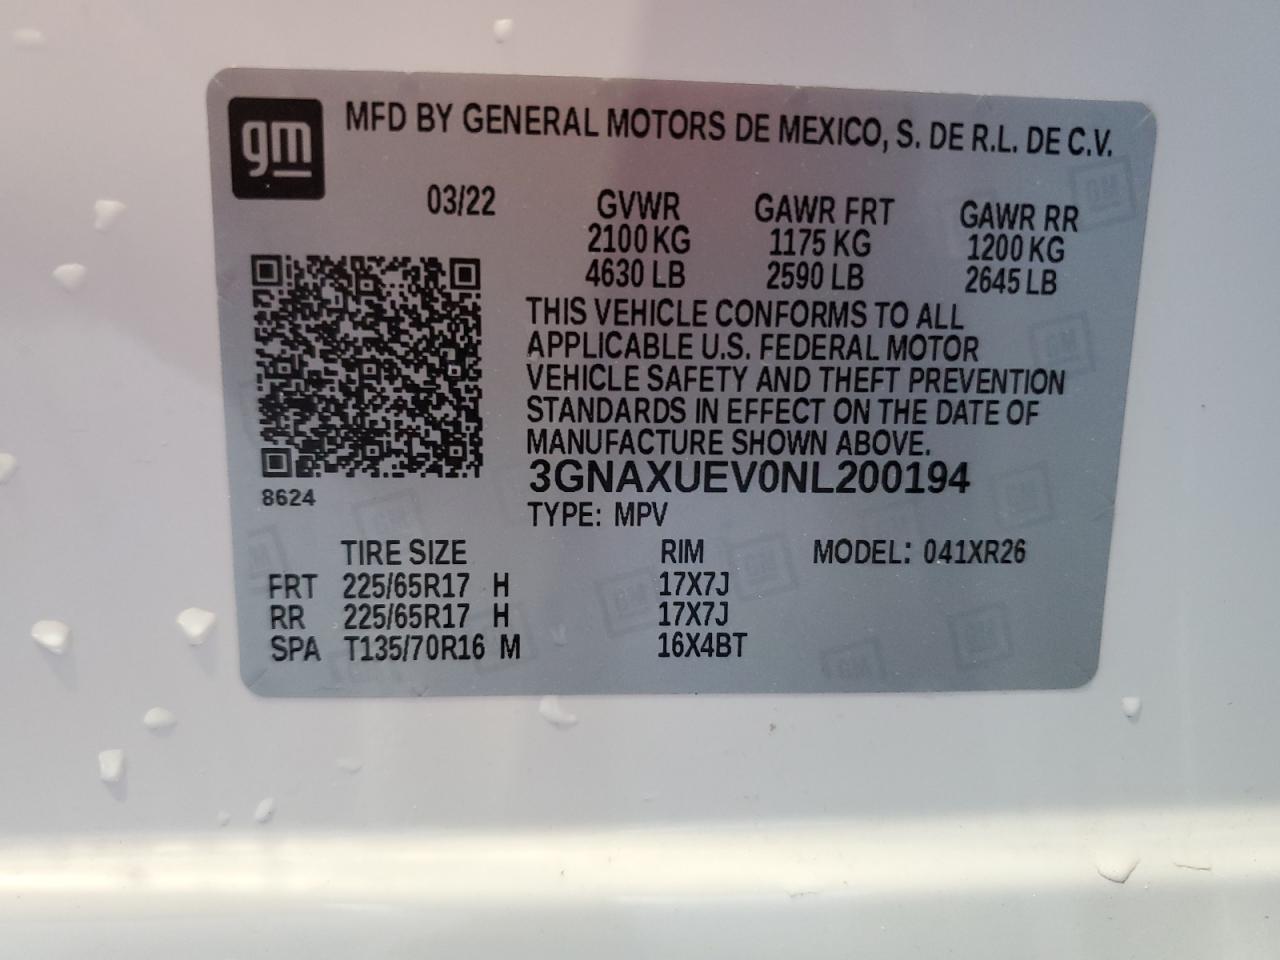 gm
MFD BY GENERAL MOTORS DE MEXICO, S. DE R.L. DE C.V.
03/22
GVWR GAWR FRT GAWR RR
2100 KG 1175 KG 1200 KG
4630 LB 2590 LB 2645 LB
THIS VEHICLE CONFORMS TO ALL
APPLICABLE U.S. FEDERAL MOTOR
VEHICLE SAFETY AND THEFT PREVENTION
STANDARDS IN EFFECT ON THE DATE OF
MANUFACTURE SHOWN ABOVE.
3GNAXUEV0NL200194
8624
TYPE: MPV
TIRE SIZE RIM MODEL: 041XR26
FRT 225/65R17 H 17X7J
RR 225/65R17 H 17X7J
SPA T135/70R16 M 16X4BT